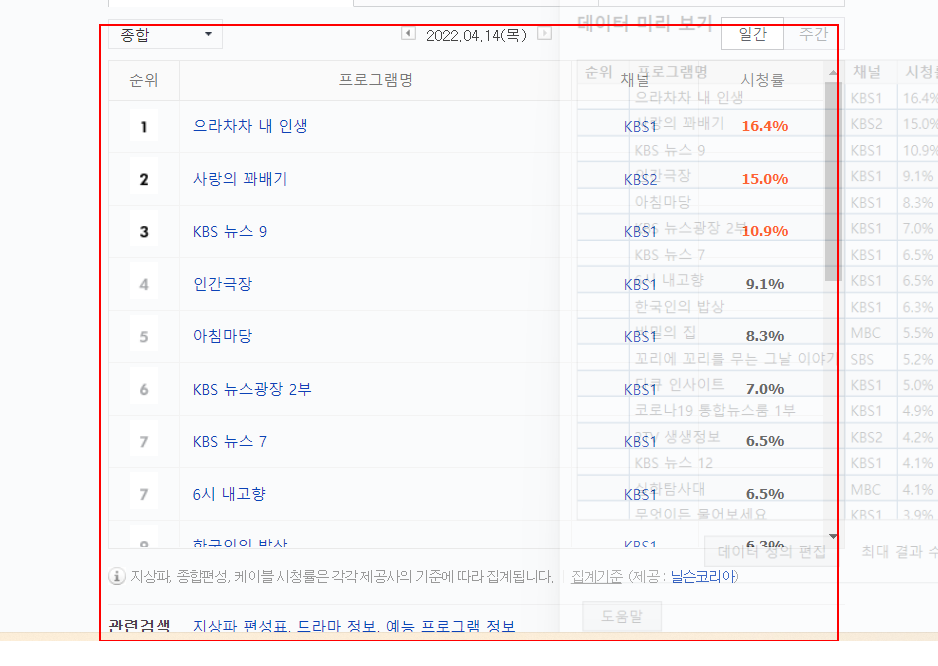 종합 2022.04.14(목) 일간 주간
데이터 미리 보기
순위 프로그램명 채널 시청률
1 으라차차 내 인생 KBS1 16.4%
2 사랑의 꽈배기 KBS2 15.0%
3 KBS 뉴스 9 KBS1 10.9%
4 인간극장 KBS1 9.1%
5 아침마당 KBS1 8.3%
6 KBS 뉴스광장 2부 KBS1 7.0%
7 KBS 뉴스 7 KBS1 6.5%
7 6시 내고향 KBS1 6.5%
9 한국인의 밥상 KBS1 6.3%
지상파, 종합편성, 케이블 시청률은 각각 제공사의 기준에 따라 집계됩니다. 집계기준 (제공 : 닐슨코리아)
관련검색 지상파 편성표, 드라마 정보, 예능 프로그램 정보
순위 프로그램명 채널
으라차차 내 인생 KBS1 16.4%
사랑의 꽈배기 KBS2 15.0%
KBS 뉴스 9 KBS1 10.9%
인간극장 KBS1 9.1%
아침마당 KBS1 8.3%
KBS 뉴스광장 2부 KBS1 7.0%
KBS 뉴스 7 KBS1 6.5%
6시 내고향 KBS1 6.5%
한국인의 밥상 KBS1 6.3%
집 MBC 5.5%
꼬리에 꼬리를 무는 그날 이야기 SBS 5.2%
다큐 인사이트 KBS1 5.0%
코로나19 통합뉴스룸 1부 KBS1 4.9%
2TV 생생정보 KBS2 4.2%
KBS 뉴스 12 KBS1 4.1%
실화탐사대 MBC 4.1%
무엇이든 물어보세요 KBS1 3.9%
데이터 정의 편집 최대 결과
도움말